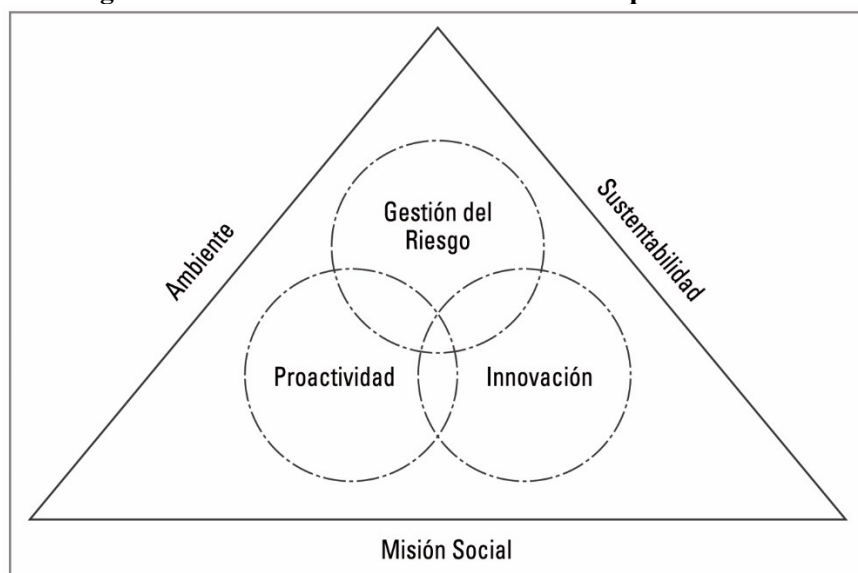 Gestión del
Riesgo
Ambiente
Sustentabilidad
Proactividad
Innovación
Misión Social